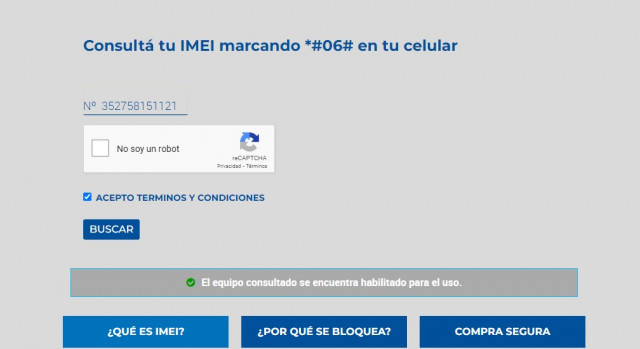 Consultá tu IMEI marcando *#06# en tu celular
Nº 352758151121
No soy un robot
reCAPTCHA
Privacidad - Términos
ACEPTO TERMINOS Y CONDICIONES
BUSCAR
El equipo consultado se encuentra habilitado para el uso.
¿QUÉ ES IMEI?
¿POR QUÉ SE BLOQUEA?
COMPRA SEGURA